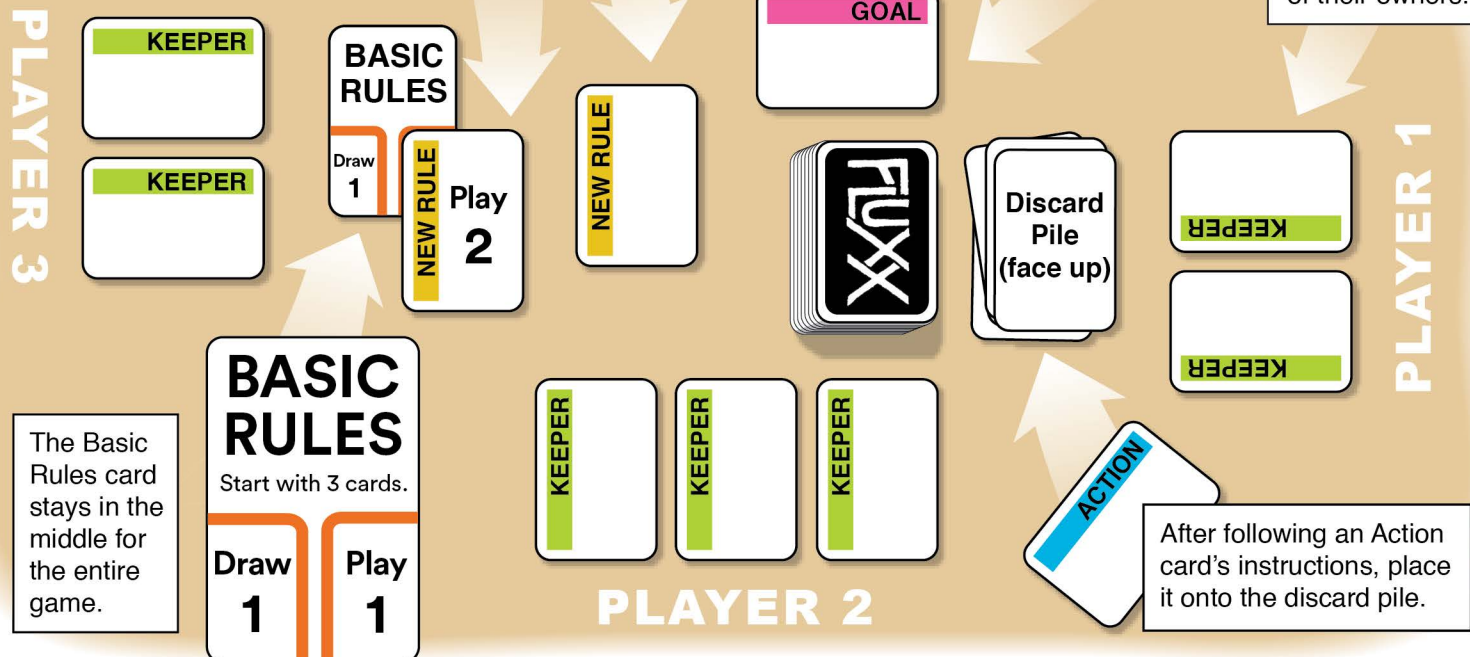 of their owners.
GOAL
PLAYER 3
KEEPER
KEEPER
BASIC
RULES
Draw
1
NEW RULE
Play
2
NEW RULE
FLUXX
Discard
Pile
(face up)
KEEPER
KEEPER
PLAYER 1
The Basic
Rules card
stays in the
middle for
the entire
game.
BASIC
RULES
Start with 3 cards.
Draw
1
Play
1
KEEPER
KEEPER
KEEPER
PLAYER 2
ACTION
After following an Action
card’s instructions, place
it onto the discard pile.